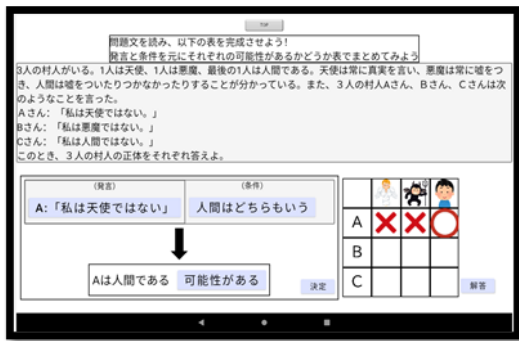 TOP
問題文を読み、以下の表を完成させよう!
発言と条件を元にそれぞれの可能性があるかどうか表でまとめてみよう
3人の村人がいる。1人は天使、1人は悪魔、最後の1人は人間である。天使は常に真実を言い、悪魔は常に嘘をつ
き、人間は嘘をついたりつかなかったりすることが分かっている。また、３人の村人Aさん、Bさん、Ｃさんは次
のようなことを言った。
Aさん: 「私は天使ではない。」
Bさん: 「私は悪魔ではない。」
Cさん: 「私は人間ではない。」
このとき、３人の村人の正体をそれぞれ答えよ。
(発言) (条件)
A:「私は天使ではない」 人間はどちらもいう
Aは人間である 可能性がある
決定
A
B
C
解答